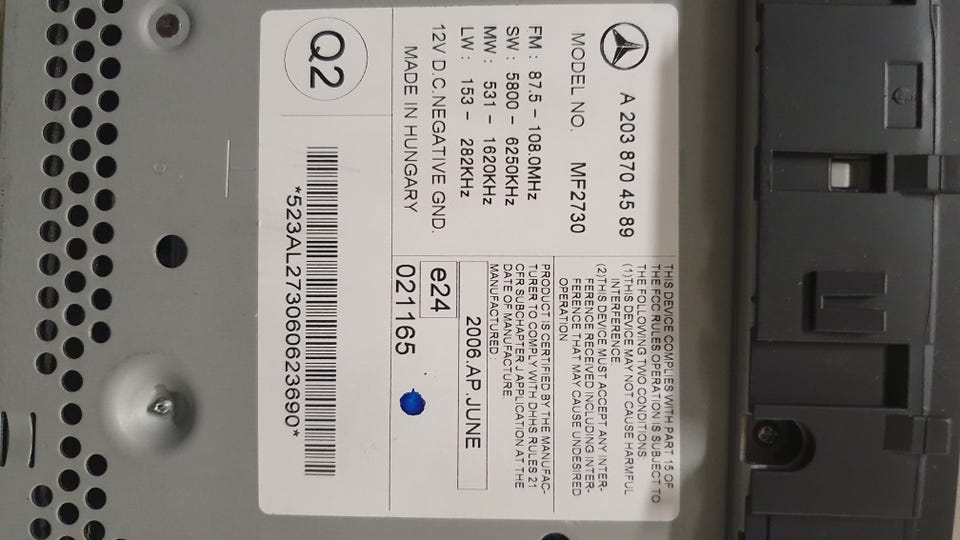 A 203 870 45 89
MODEL NO. MF2730
FM : 87.5 - 108.0MHz
SW : 5800 - 6250KHz
MW : 531 - 1620KHz
LW : 153 - 282KHz
12V D.C.NEGATIVE GND.
MADE IN HUNGARY
THIS DEVICE COMPLIES WITH PART 15 OF
THE FCC RULES OPERATION IS SUBJECT TO
THE FOLLOWING TWO CONDITIONS
(1)THIS DEVICE MAY NOT CAUSE HARMFUL
INTERFERENCE
(2)THIS DEVICE MUST ACCEPT ANY INTER-
FERENCE RECEIVED INCLUDING INTER-
FERENCE THAT MAY CAUSE UNDESIRED
OPERATION
PRODUCT IS CERTIFIED BY THE MANUFAC-
TURER TO COMPLY WITH DHHS RULES 21
CFR SUBCHAPTER J APPLICATION AT THE
DATE OF MANUFACTURE.
MANUFACTURED :
2006.AP.JUNE
e24
021165
Q2
*523AL27306060623690*